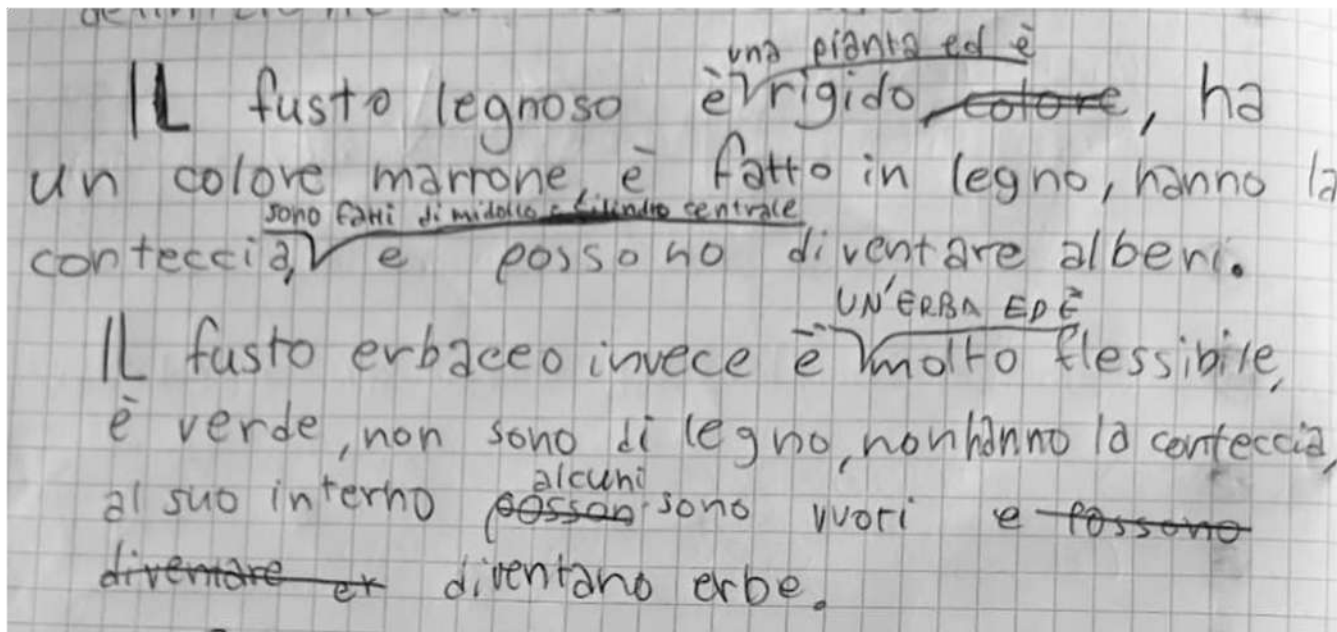 una pianta ed è
IL fusto legnoso è rigido colore, ha
un colore marrone, è fatto in legno, hanno la
sono fatti di midollo e cilindro centrale
conteccia, e possono diventare alberi.
UN'ERBA ED È
IL fusto erbaceo invece è molto flessibile,
è verde, non sono di legno, non hanno la conteccia,
alcuni
al suo interno posson sono vuoti e possono
diventare er diventano erbe.